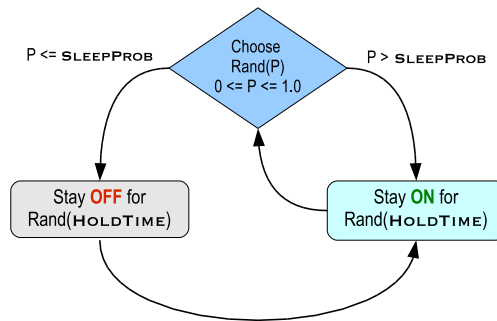 Choose
Rand(P)
0 <= P <= 1.0
P <= SLEEPPROB
P > SLEEPPROB
Stay OFF for
Rand(HOLDTIME)
Stay ON for
Rand(HOLDTIME)